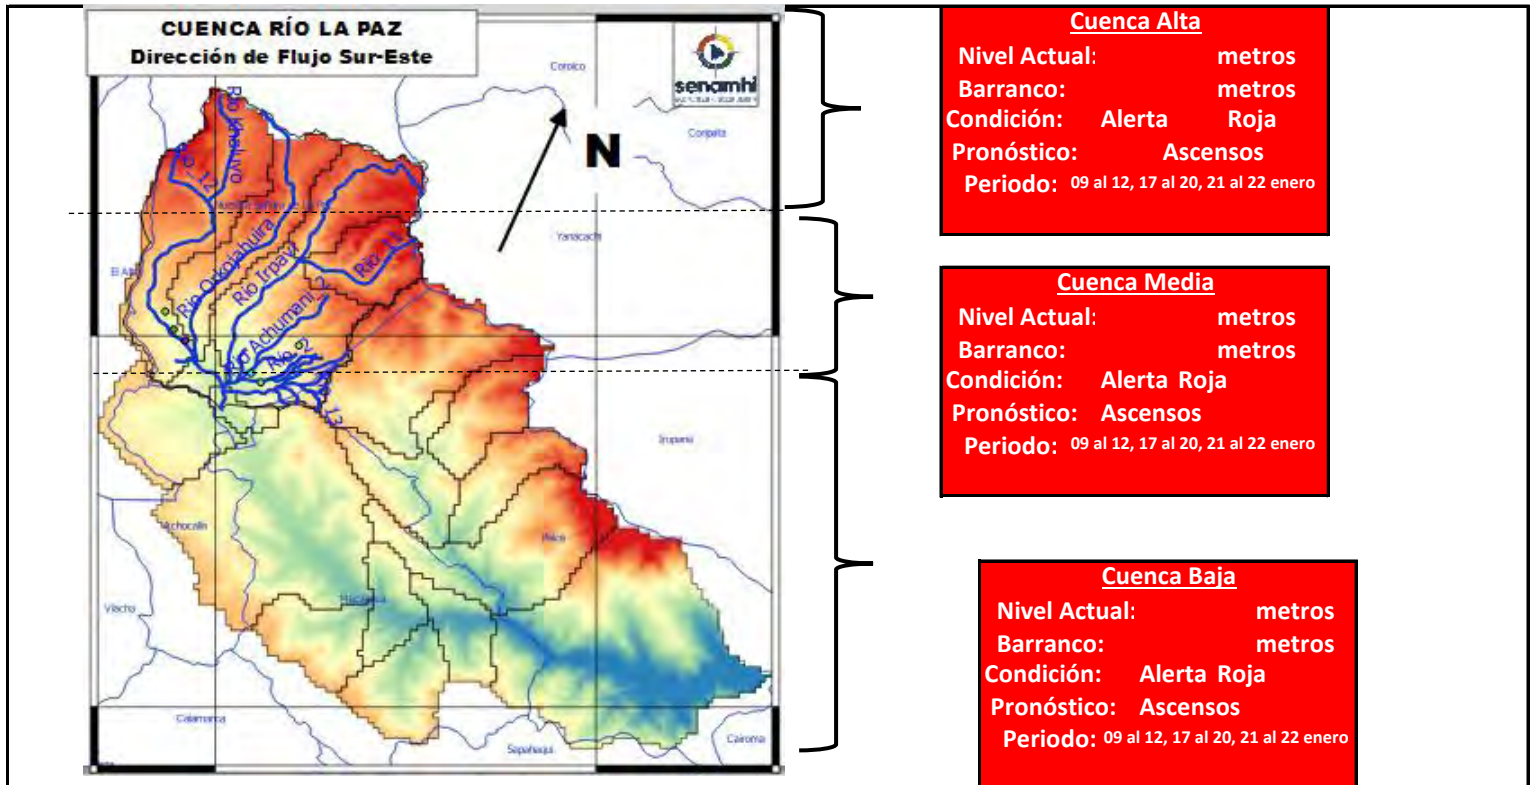 CUENCA RÍO LA PAZ
Dirección de Flujo Sur-Este
senamhi
N
Coroico
Coripata
Yanacachi
Irupana
Río Khaluyo
Río Orkojahuira
Río Irpavi
Río Achumani_2
Río_2
13
Achocalla
Palca
Mecapaca
Viacha
Calamarca
Sapahaqui
Cairoma
Cuenca Alta
Nivel Actual: metros
Barranco: metros
Condición: Alerta Roja
Pronóstico: Ascensos
Periodo: 09 al 12, 17 al 20, 21 al 22 enero
Cuenca Media
Nivel Actual: metros
Barranco: metros
Condición: Alerta Roja
Pronóstico: Ascensos
Periodo: 09 al 12, 17 al 20, 21 al 22 enero
Cuenca Baja
Nivel Actual: metros
Barranco: metros
Condición: Alerta Roja
Pronóstico: Ascensos
Periodo: 09 al 12, 17 al 20, 21 al 22 enero